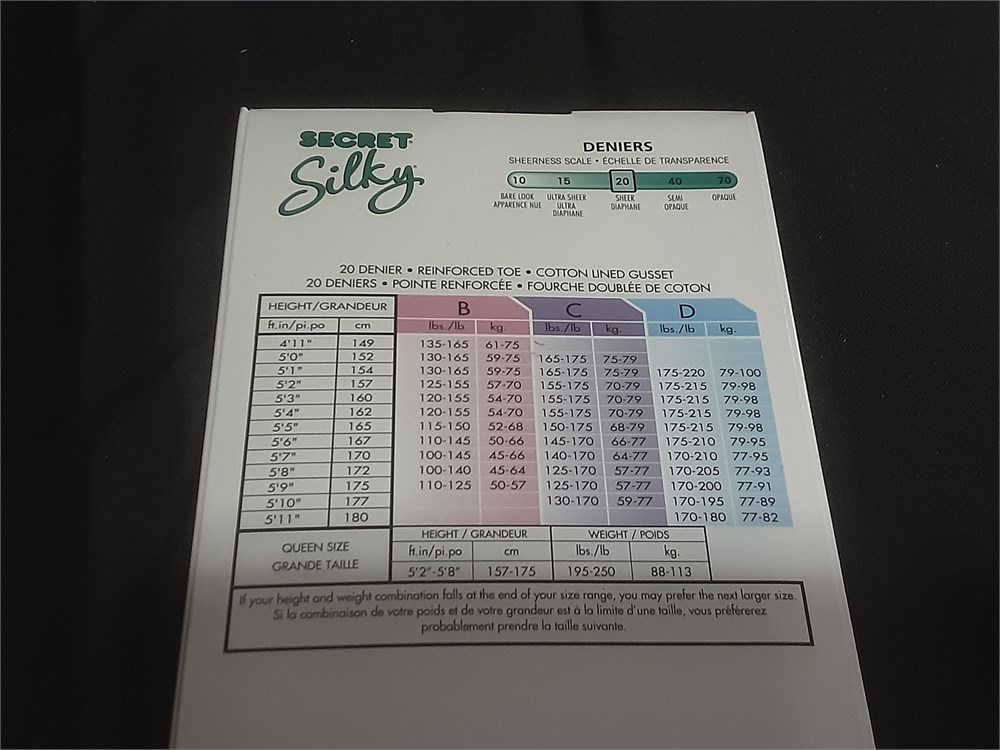 SECRET
Silky
DENIERS
SHEERNESS SCALE • ÉCHELLE DE TRANSPARENCE
10 15 20 40 70
BARE LOOK ULTRA SHEER SHEER SEMI OPAQUE
APPARENCE NUE ULTRA DIAPHANE OPAQUE
DIAPHANE
20 DENIER • REINFORCED TOE • COTTON LINED GUSSET
20 DENIERS • POINTE RENFORCÉE • FOURCHE DOUBLÉE DE COTON
HEIGHT/GRANDEUR B C D
ft.in/pi.po cm lbs./lb kg. lbs./lb kg. lbs./lb kg.
4'11" 149 135-165 61-75
5'0" 152 130-165 59-75 165-175 75-79
5'1" 154 130-165 59-75 165-175 75-79 175-220 79-100
5'2" 157 125-155 57-70 155-175 70-79 175-215 79-98
5'3" 160 120-155 54-70 155-175 70-79 175-215 79-98
5'4" 162 120-155 54-70 155-175 70-79 175-215 79-98
5'5" 165 115-150 52-68 150-175 68-79 175-215 79-98
5'6" 167 110-145 50-66 145-170 66-77 175-210 79-95
5'7" 170 100-145 45-66 140-170 64-77 170-210 77-95
5'8" 172 100-140 45-64 125-170 57-77 170-205 77-93
5'9" 175 110-125 50-57 125-170 57-77 170-200 77-91
5'10" 177 130-170 59-77 170-195 77-89
5'11" 180 170-180 77-82
QUEEN SIZE
GRANDE TAILLE
HEIGHT / GRANDEUR WEIGHT / POIDS
ft.in/pi.po cm lbs./lb kg.
5'2"-5'8" 157-175 195-250 88-113
If your height and weight combination falls at the end of your size range, you may prefer the next larger size.
Si la combinaison de votre poids et de votre grandeur est à la limite d'une taille, vous préférerez
probablement prendre la taille suivante.